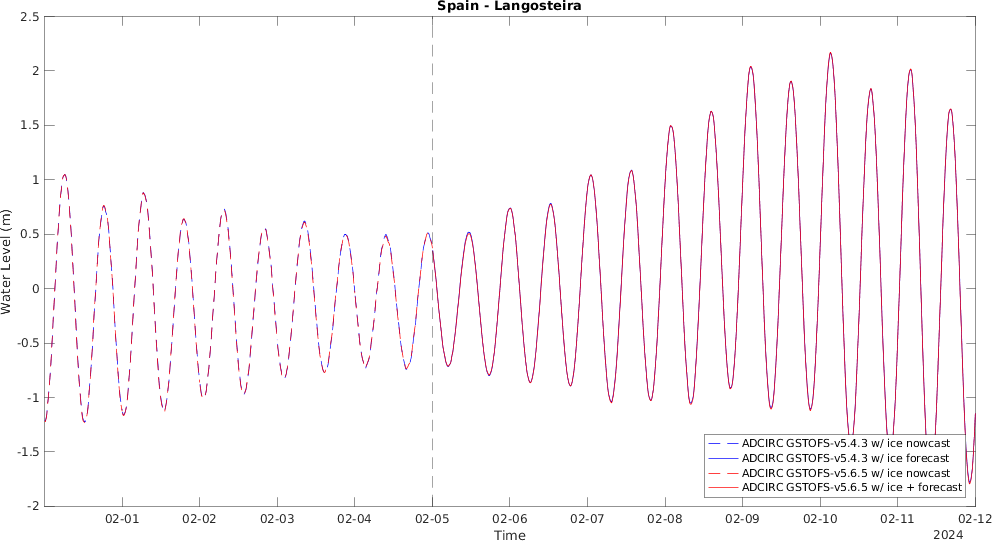 Spain - Langosteira
2.5
2
1.5
1
0.5
0
-0.5
-1
-1.5
-2
Water Level (m)
ADCIRC GSTOFS-v5.4.3 w/ ice nowcast
ADCIRC GSTOFS-v5.4.3 w/ ice forecast
ADCIRC GSTOFS-v5.6.5 w/ ice nowcast
ADCIRC GSTOFS-v5.6.5 w/ ice + forecast
02-01 02-02 02-03 02-04 02-05 02-06 02-07 02-08 02-09 02-10 02-11 02-12
Time
2024